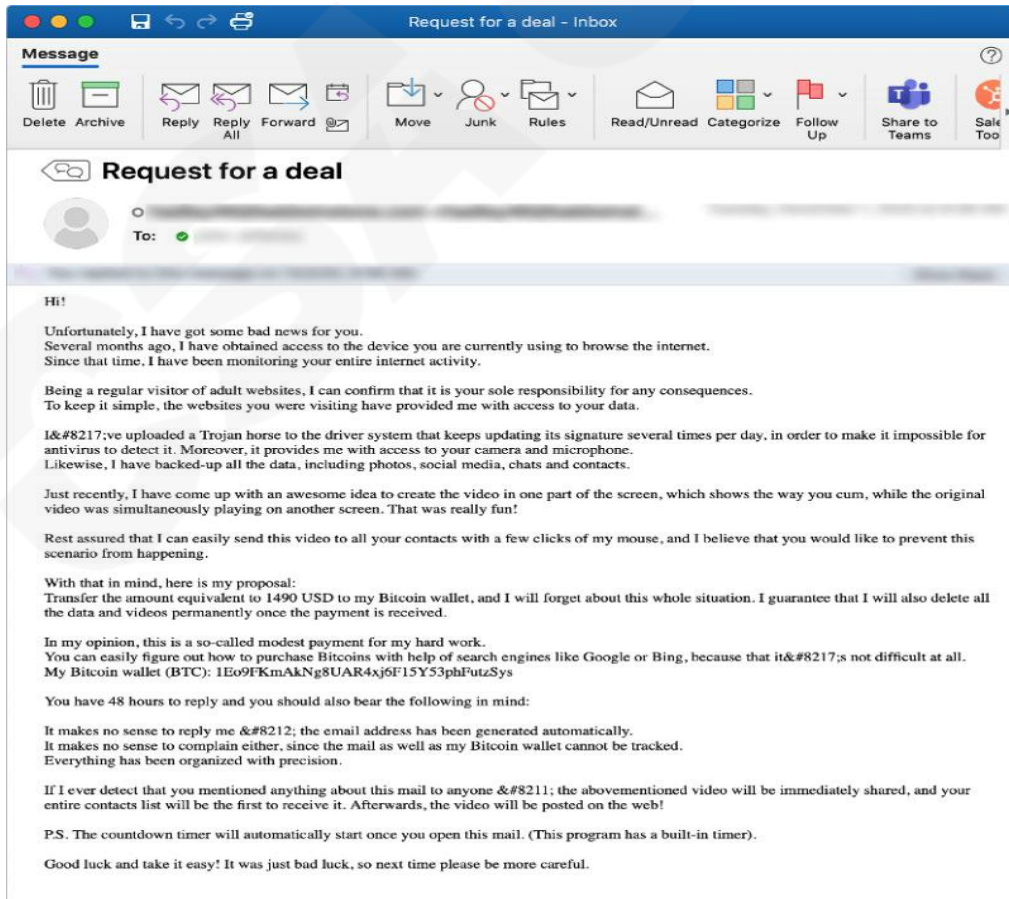 Request for a deal – Inbox
Message
Delete Archive Reply Reply All Forward Move Junk Rules Read/Unread Categorize Follow Up Share to Teams Sale Too
Request for a deal
To:
Hi!
Unfortunately, I have got some bad news for you.
Several months ago, I have obtained access to the device you are currently using to browse the internet.
Since that time, I have been monitoring your entire internet activity.
Being a regular visitor of adult websites, I can confirm that it is your sole responsibility for any consequences.
To keep it simple, the websites you were visiting have provided me with access to your data.
I&#8217;ve uploaded a Trojan horse to the driver system that keeps updating its signature several times per day, in order to make it impossible for
antivirus to detect it. Moreover, it provides me with access to your camera and microphone.
Likewise, I have backed-up all the data, including photos, social media, chats and contacts.
Just recently, I have come up with an awesome idea to create the video in one part of the screen, which shows the way you cum, while the original
video was simultaneously playing on another screen. That was really fun!
Rest assured that I can easily send this video to all your contacts with a few clicks of my mouse, and I believe that you would like to prevent this
scenario from happening.
With that in mind, here is my proposal:
Transfer the amount equivalent to 1490 USD to my Bitcoin wallet, and I will forget about this whole situation. I guarantee that I will also delete all
the data and videos permanently once the payment is received.
In my opinion, this is a so-called modest payment for my hard work.
You can easily figure out how to purchase Bitcoins with help of search engines like Google or Bing, because that it&#8217;s not difficult at all.
My Bitcoin wallet (BTC): 1Eo9FKmAkNg8UAR4xj6F15Y53phFutzSys
You have 48 hours to reply and you should also bear the following in mind:
It makes no sense to reply me &#8212; the email address has been generated automatically.
It makes no sense to complain either, since the mail as well as my Bitcoin wallet cannot be tracked.
Everything has been organized with precision.
If I ever detect that you mentioned anything about this mail to anyone &#8211; the abovementioned video will be immediately shared, and your
entire contacts list will be the first to receive it. Afterwards, the video will be posted on the web!
P.S. The countdown timer will automatically start once you open this mail. (This program has a built-in timer).
Good luck and take it easy! It was just bad luck, so next time please be more careful.